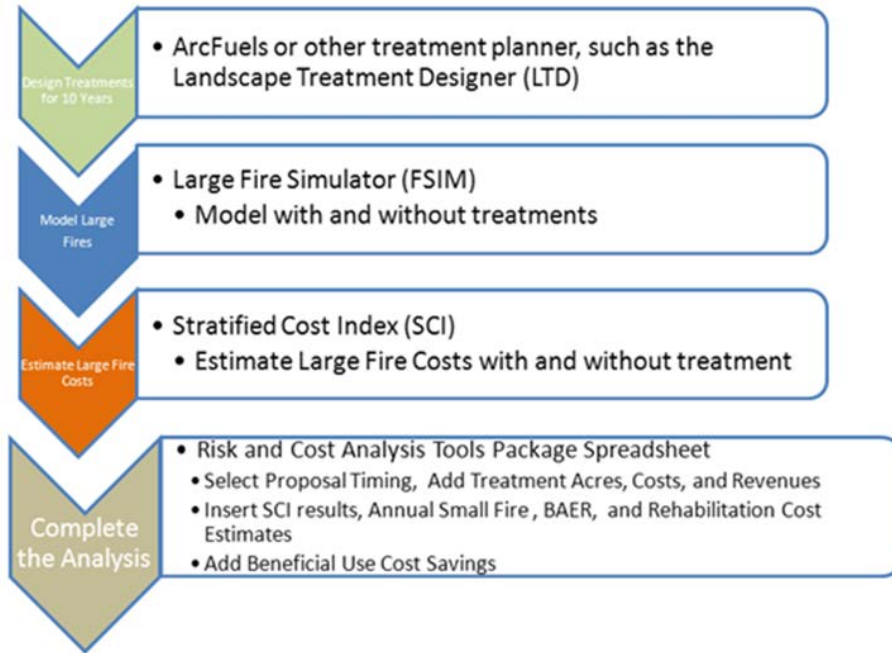 Design Treatments
for 10 Years
• ArcFuels or other treatment planner, such as the
Landscape Treatment Designer (LTD)
Model Large
Fires
• Large Fire Simulator (FSIM)
• Model with and without treatments
Estimate Large Fire
Costs
• Stratified Cost Index (SCI)
• Estimate Large Fire Costs with and without treatment
Complete
the Analysis
• Risk and Cost Analysis Tools Package Spreadsheet
• Select Proposal Timing, Add Treatment Acres, Costs, and Revenues
• Insert SCI results, Annual Small Fire , BAER, and Rehabilitation Cost
Estimates
• Add Beneficial Use Cost Savings